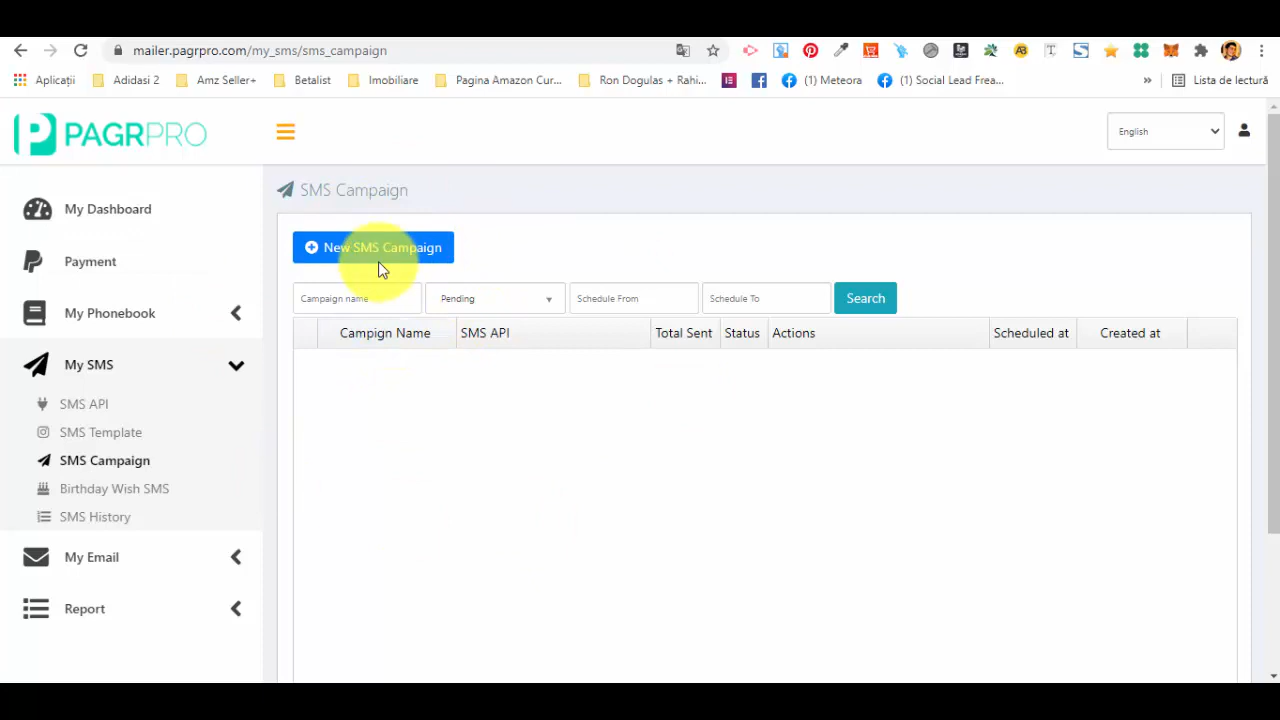 mailer.pagrpro.com/my_sms/sms_campaign
Aplicații Adidasi 2 Amz Seller+ Betalist Imobiliare Pagina Amazon Cur... Ron Dogulas + Rahi... (1) Meteora (1) Social Lead Frea... » Lista de lectură
PAGRPRO
English
My Dashboard
Payment
My Phonebook
My SMS
SMS API
SMS Template
SMS Campaign
Birthday Wish SMS
SMS History
My Email
Report
SMS Campaign
New SMS Campaign
Campaign name Pending Schedule From Schedule To Search
Campign Name SMS API Total Sent Status Actions Scheduled at Created at